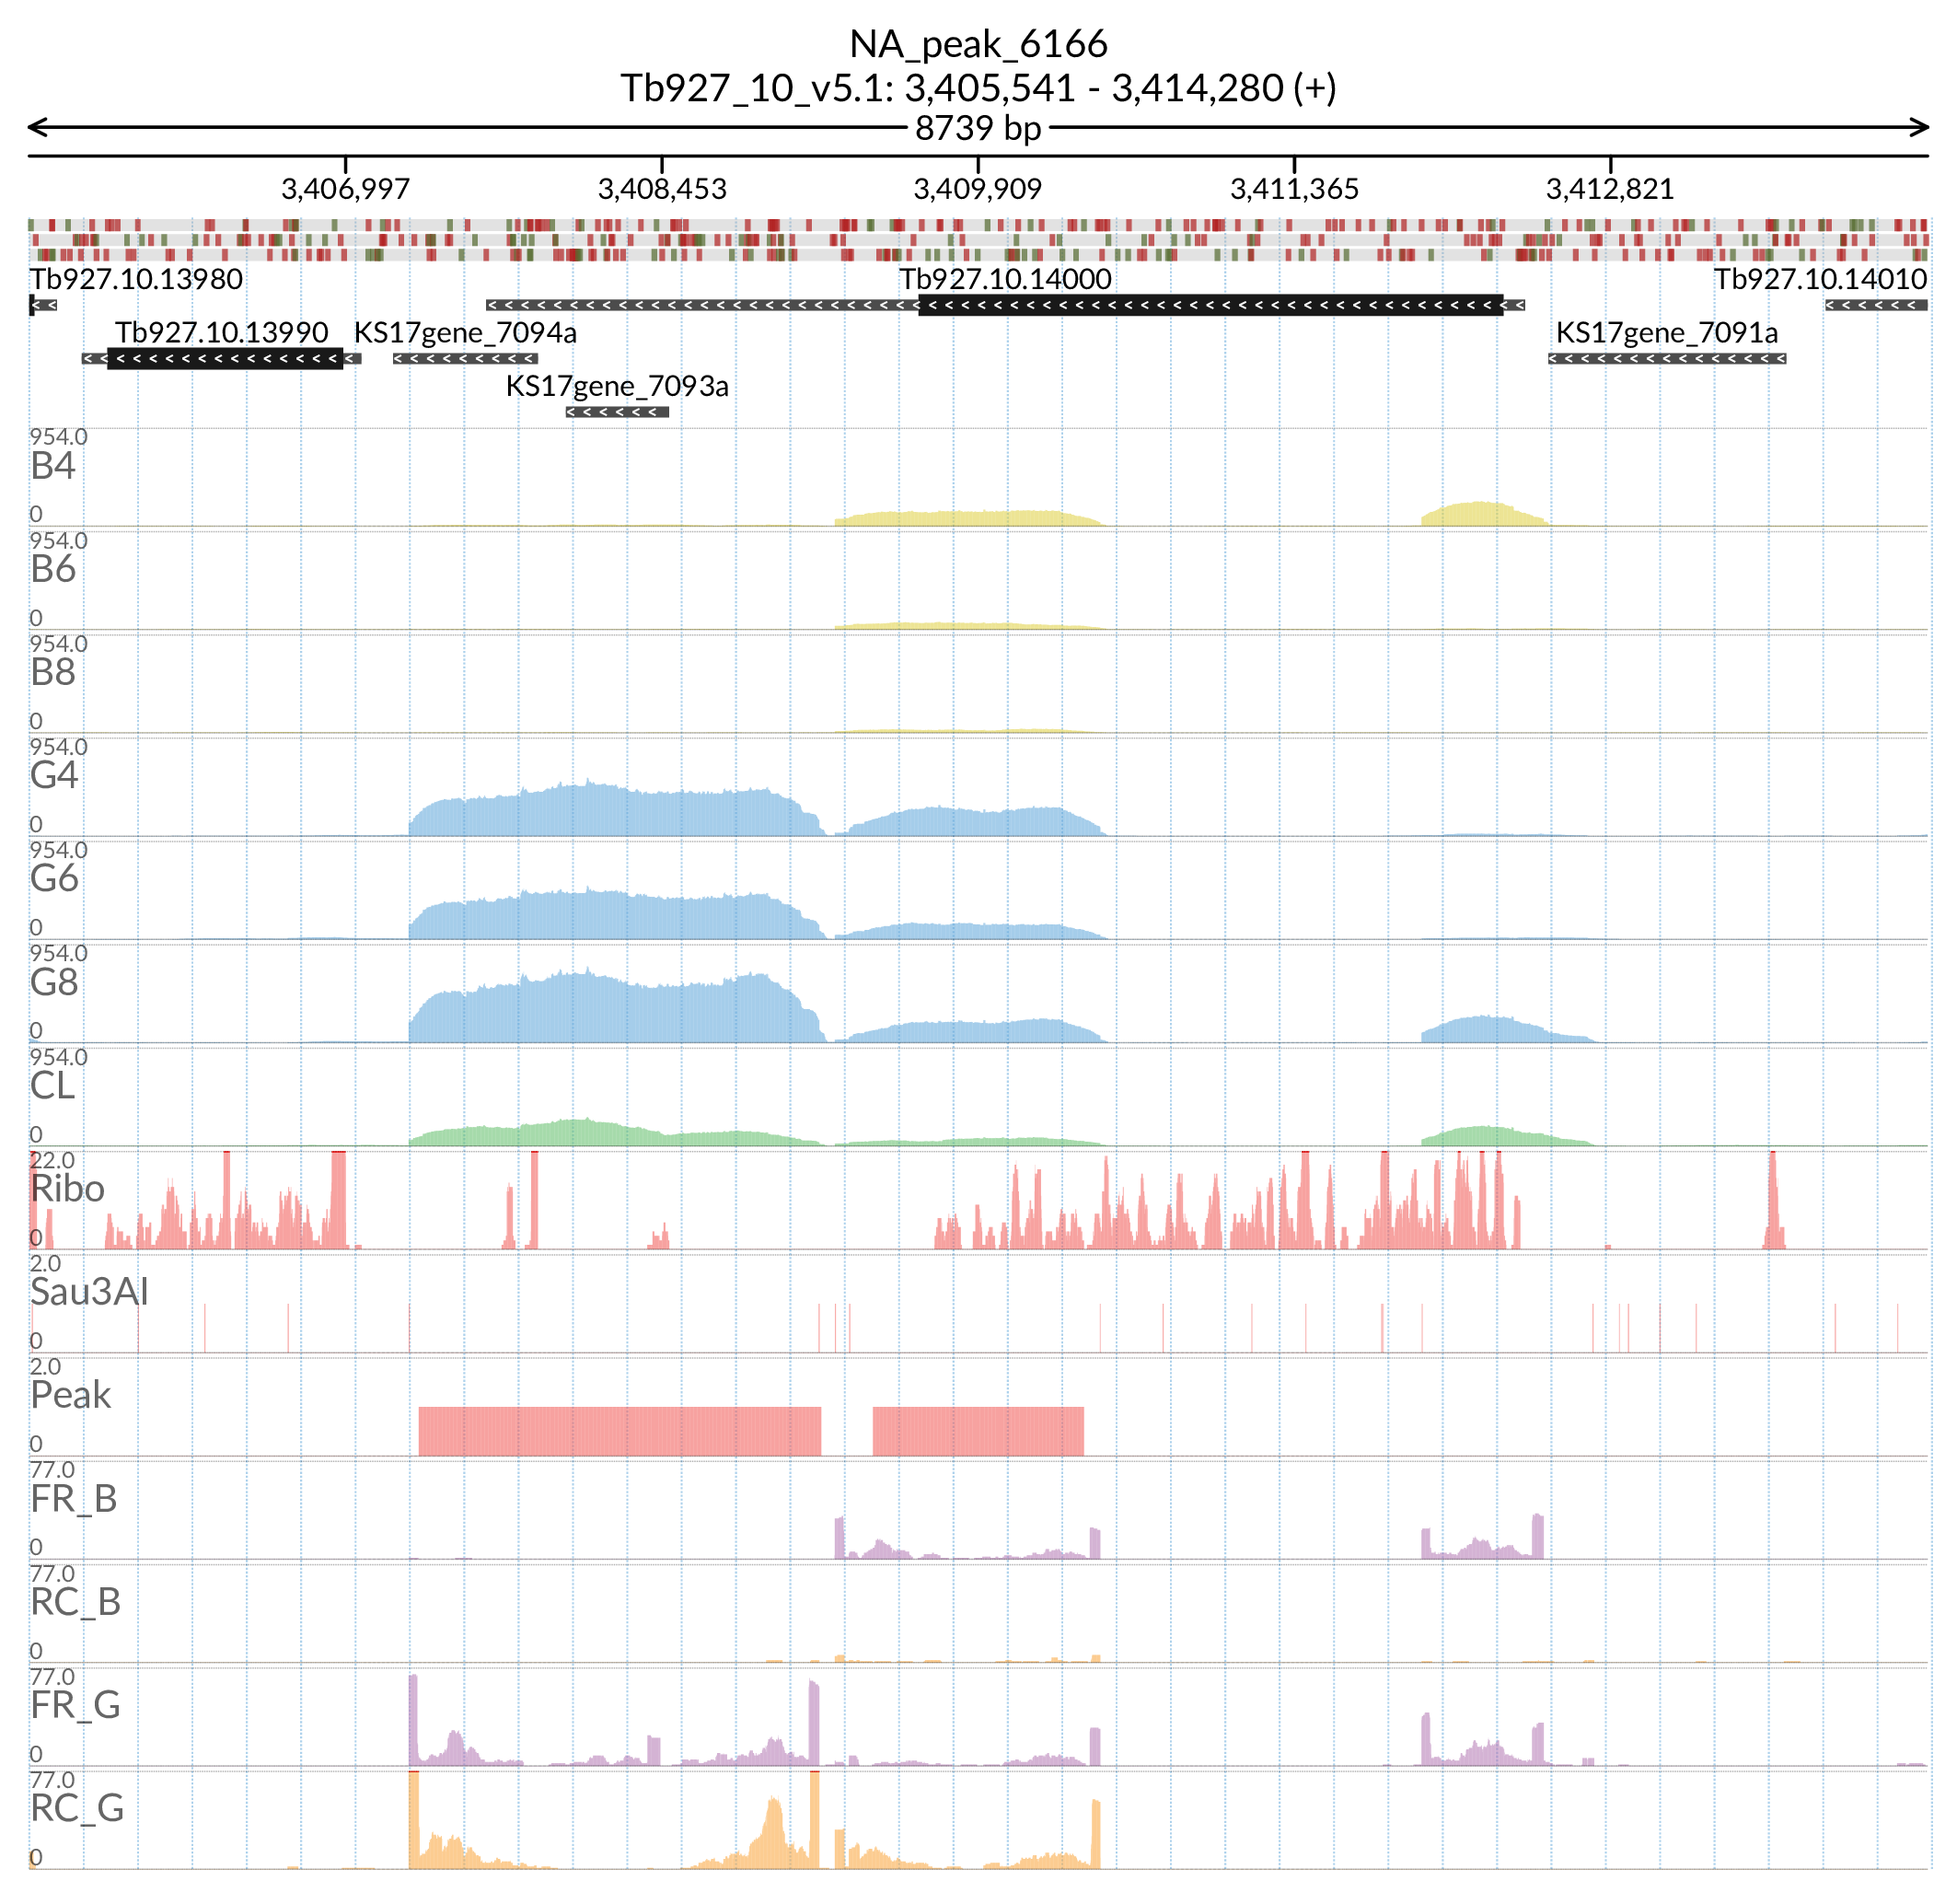 NA_peak_6166
Tb927_10_v5.1: 3,405,541 - 3,414,280 (+)
8739 bp
3,406,997 3,408,453 3,409,909 3,411,365 3,412,821
Tb927.10.13980 Tb927.10.14000 Tb927.10.14010
Tb927.10.13990 KS17gene_7094a KS17gene_7091a
KS17gene_7093a
954.0
B4
0
954.0
B6
0
954.0
B8
0
954.0
G4
0
954.0
G6
0
954.0
G8
0
954.0
CL
0
22.0
Ribo
0
2.0
Sau3AI
0
2.0
Peak
0
77.0
FR_B
0
77.0
RC_B
0
77.0
FR_G
0
77.0
RC_G
0